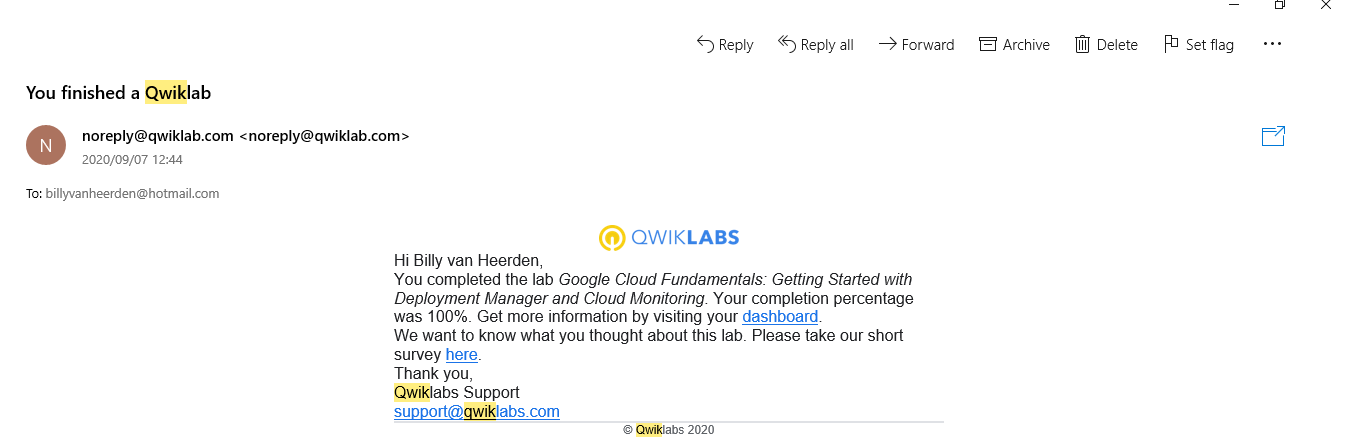 Reply Reply all Forward Archive Delete Set flag
You finished a Qwiklab
N
noreply@qwiklab.com <noreply@qwiklab.com>
2020/09/07 12:44
To: billyvanheerden@hotmail.com
QWIKLABS
Hi Billy van Heerden,
You completed the lab Google Cloud Fundamentals: Getting Started with
Deployment Manager and Cloud Monitoring. Your completion percentage
was 100%. Get more information by visiting your dashboard.
We want to know what you thought about this lab. Please take our short
survey here.
Thank you,
Qwiklabs Support
support@qwiklabs.com
© Qwiklabs 2020